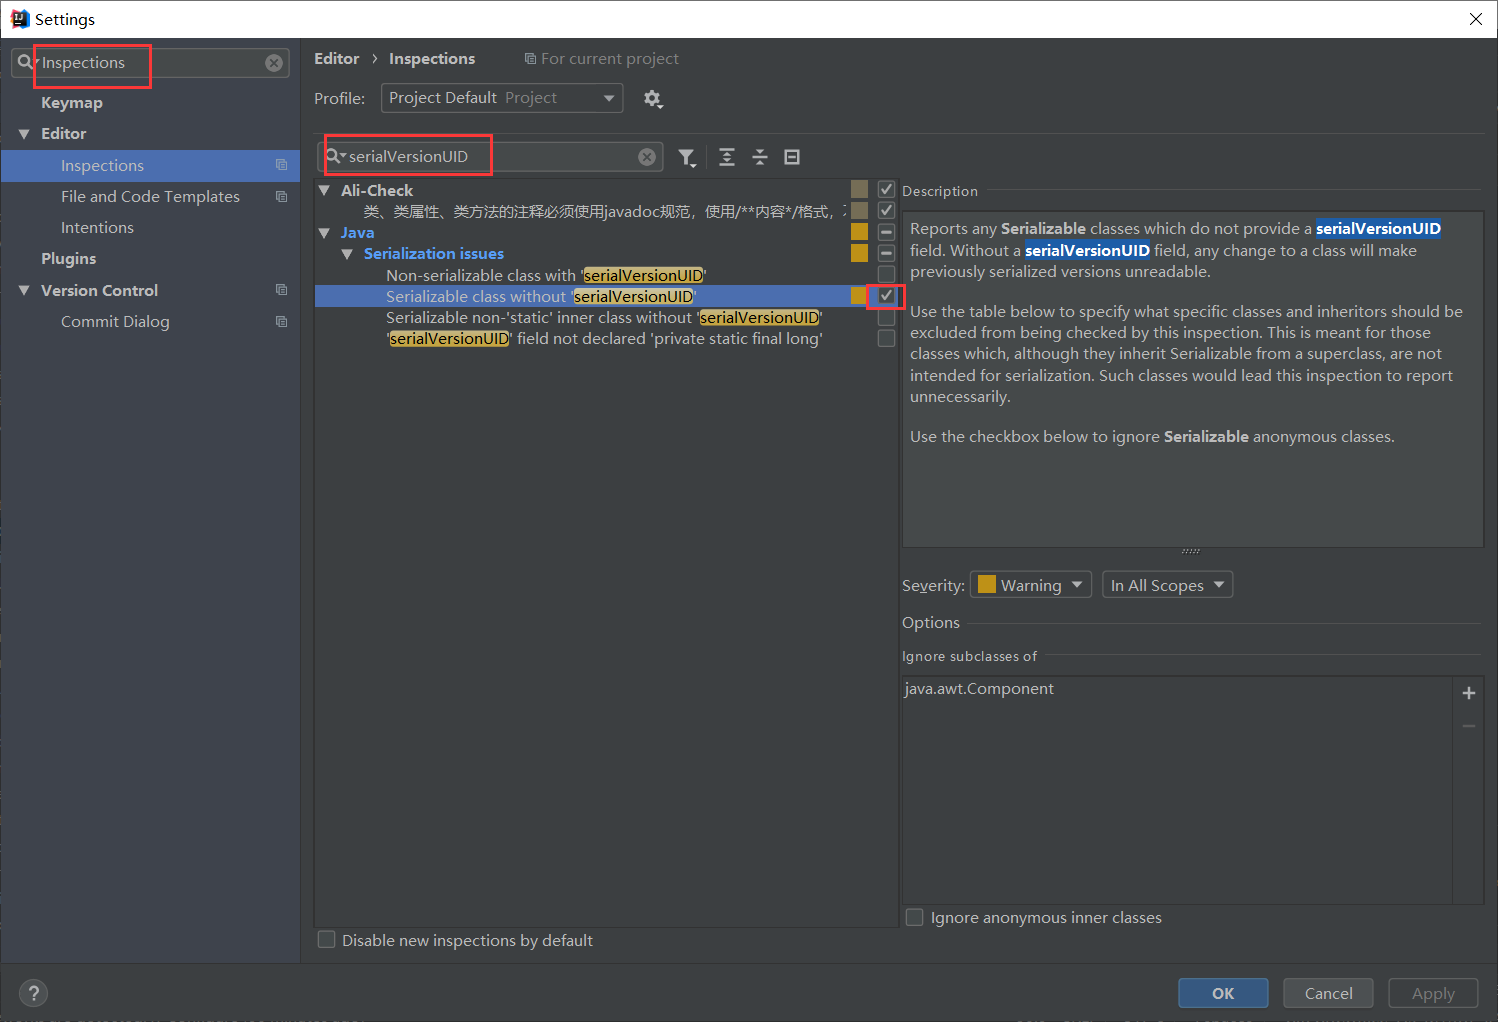 Settings
Inspections
Keymap
Editor
Inspections
File and Code Templates
Intentions
Plugins
Version Control
Commit Dialog
Editor › Inspections For current project
Profile: Project Default Project
serialVersionUID
Ali-Check
类、类属性、类方法的注释必须使用javadoc规范，使用/**内容*/格式，
Java
Serialization issues
Non-serializable class with 'serialVersionUID'
Serializable class without 'serialVersionUID'
Serializable non-'static' inner class without 'serialVersionUID'
'serialVersionUID' field not declared 'private static final long'
Disable new inspections by default
Description
Reports any Serializable classes which do not provide a serialVersionUID
field. Without a serialVersionUID field, any change to a class will make
previously serialized versions unreadable.
Use the table below to specify what specific classes and inheritors should be
excluded from being checked by this inspection. This is meant for those
classes which, although they inherit Serializable from a superclass, are not
intended for serialization. Such classes would lead this inspection to report
unnecessarily.
Use the checkbox below to ignore Serializable anonymous classes.
Severity: Warning In All Scopes
Options
Ignore subclasses of
java.awt.Component
Ignore anonymous inner classes
? OK Cancel Apply